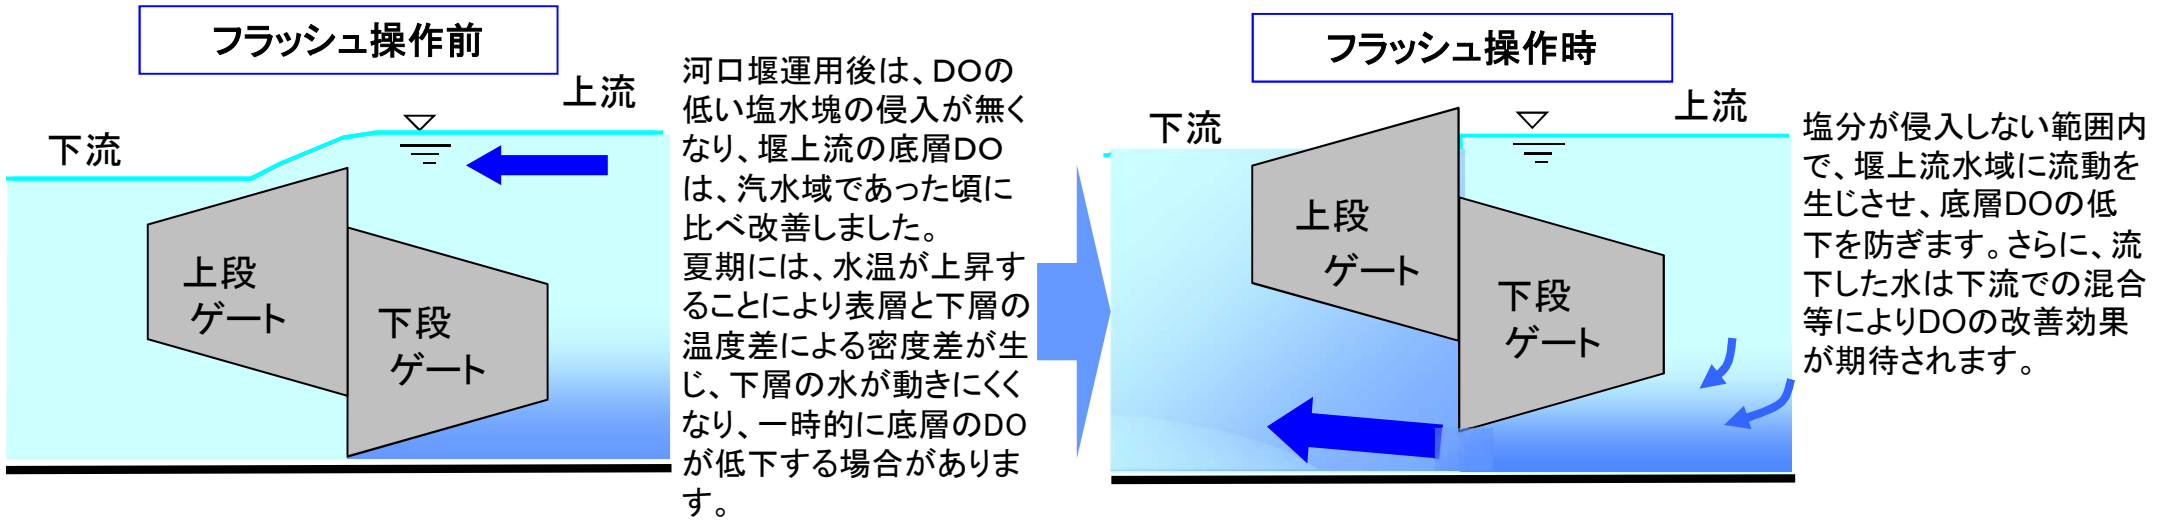 フラッシュ操作前
上流
下流
上段
ゲート
下段
ゲート
河口堰運用後は、DOの
低い塩水塊の侵入が無く
なり、堰上流の底層DO
は、汽水域であった頃に
比べ改善しました。
夏期には、水温が上昇す
ることにより表層と下層の
温度差による密度差が生
じ、下層の水が動きにくく
なり、一時的に底層のDO
が低下する場合がありま
す。
フラッシュ操作時
下流
上流
上段
ゲート
下段
ゲート
塩分が侵入しない範囲内
で、堰上流水域に流動を
生じさせ、底層DOの低
下を防ぎます。さらに、流
下した水は下流での混合
等によりDOの改善効果
が期待されます。